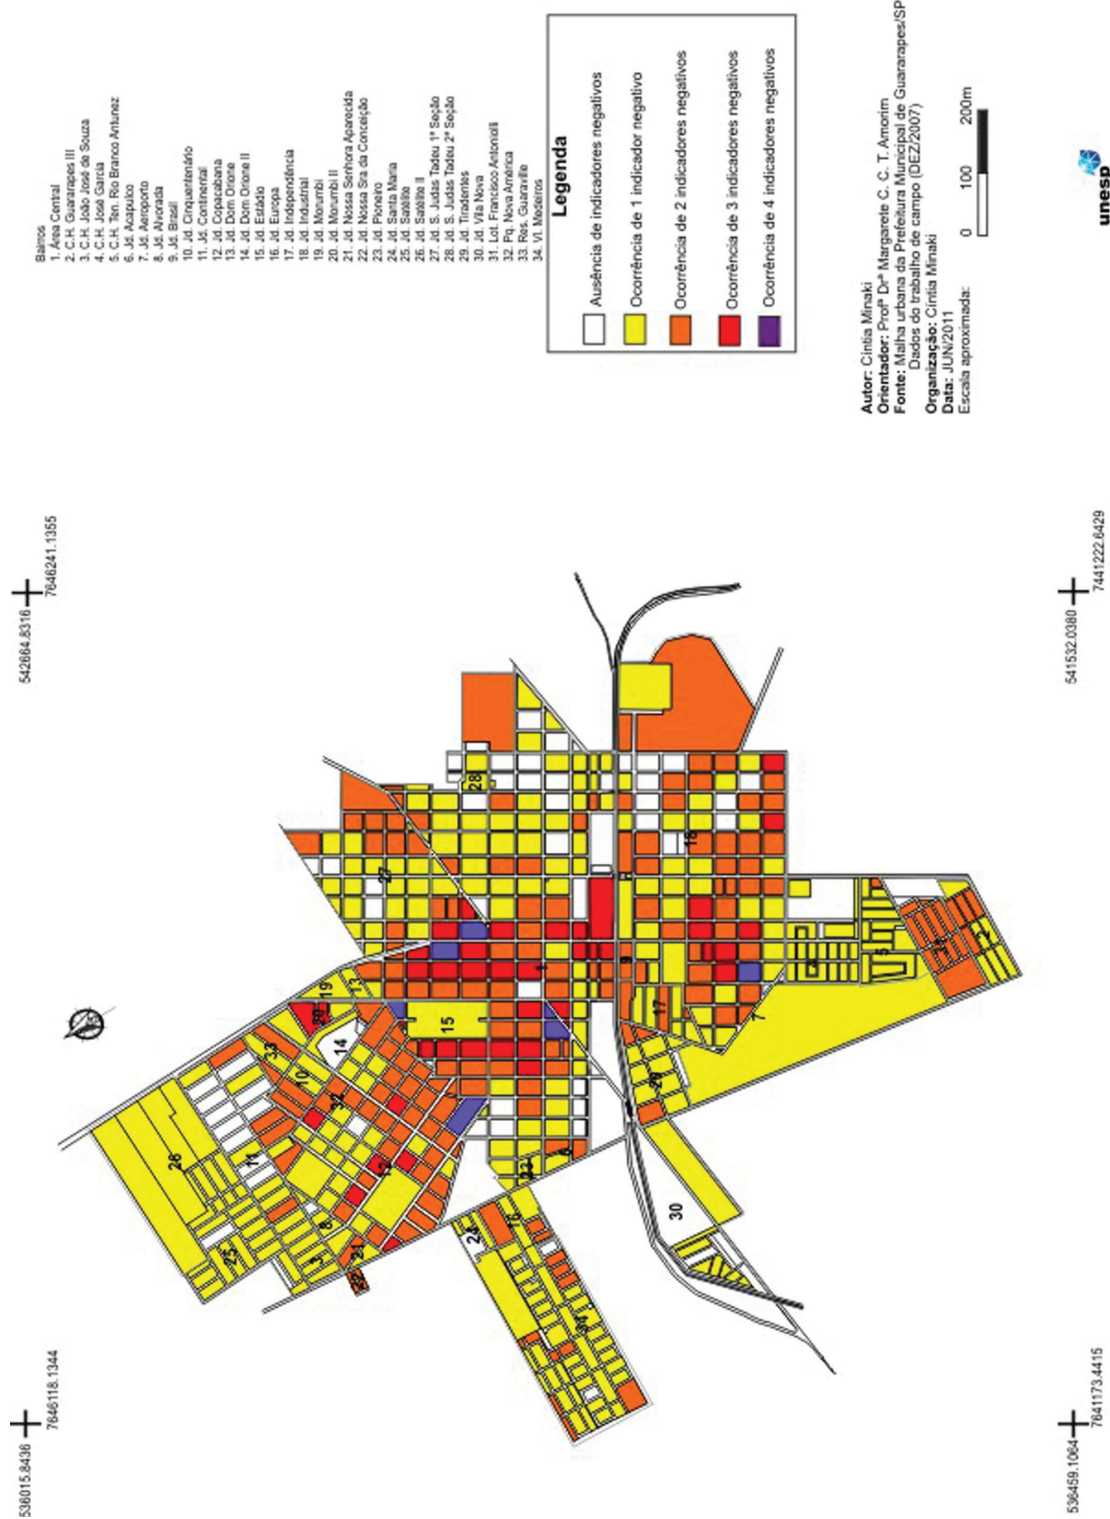 Bairros
1. Área Central
2. C.H. Guararapes III
3. C.H. João José de Souza
4. C.H. José Garcia
5. C.H. Ten. Rio Branco Antunez
6. Jd. Acapulco
7. Jd. Aeroporto
8. Jd. Alvorada
9. Jd. Brasil
10. Jd. Cinquentenário
11. Jd. Continental
12. Jd. Copacabana
13. Jd. Dom Orione
14. Jd. Dom Orione II
15. Jd. Estádio
16. Jd. Europa
17. Jd. Independência
18. Jd. Industrial
19. Jd. Morumbi
20. Jd. Morumbi II
21. Jd. Nossa Senhora Aparecida
22. Jd. Nossa Sra da Conceição
23. Jd. Pioneiro
24. Jd. Santa Maria
25. Jd. Satélite
26. Jd. Satélite II
27. Jd. S. Judas Tadeu 1ª Seção
28. Jd. S. Judas Tadeu 2ª Seção
29. Jd. Tiradentes
30. Jd. Vila Nova
31. Lot. Francisco Antoniolli
32. Pq. Nova América
33. Res. Guaraville
34. Vl. Medeiros
Legenda
Ausência de indicadores negativos
Ocorrência de 1 indicador negativo
Ocorrência de 2 indicadores negativos
Ocorrência de 3 indicadores negativos
Ocorrência de 4 indicadores negativos
Autor: Cintia Minaki
Orientador: Profª Drª Margarete C. C. T. Amorim
Fonte: Malha urbana da Prefeitura Municipal de Guararapes/SP
Dados do trabalho de campo (DEZ/2007)
Organização: Cintia Minaki
Data: JUN/2011
Escala aproximada:
0 100 200m
unesp
536015.8436
7646118.1344
542664.8316
7646241.1355
536459.1064
7641173.4415
541532.0380
7441222.6429
26
25
11
33
10
32
14
20
19
13
12
8
3
21
22
15
27
28
1
9
18
17
7
29
5
31
2
30
6
23
16
24
34